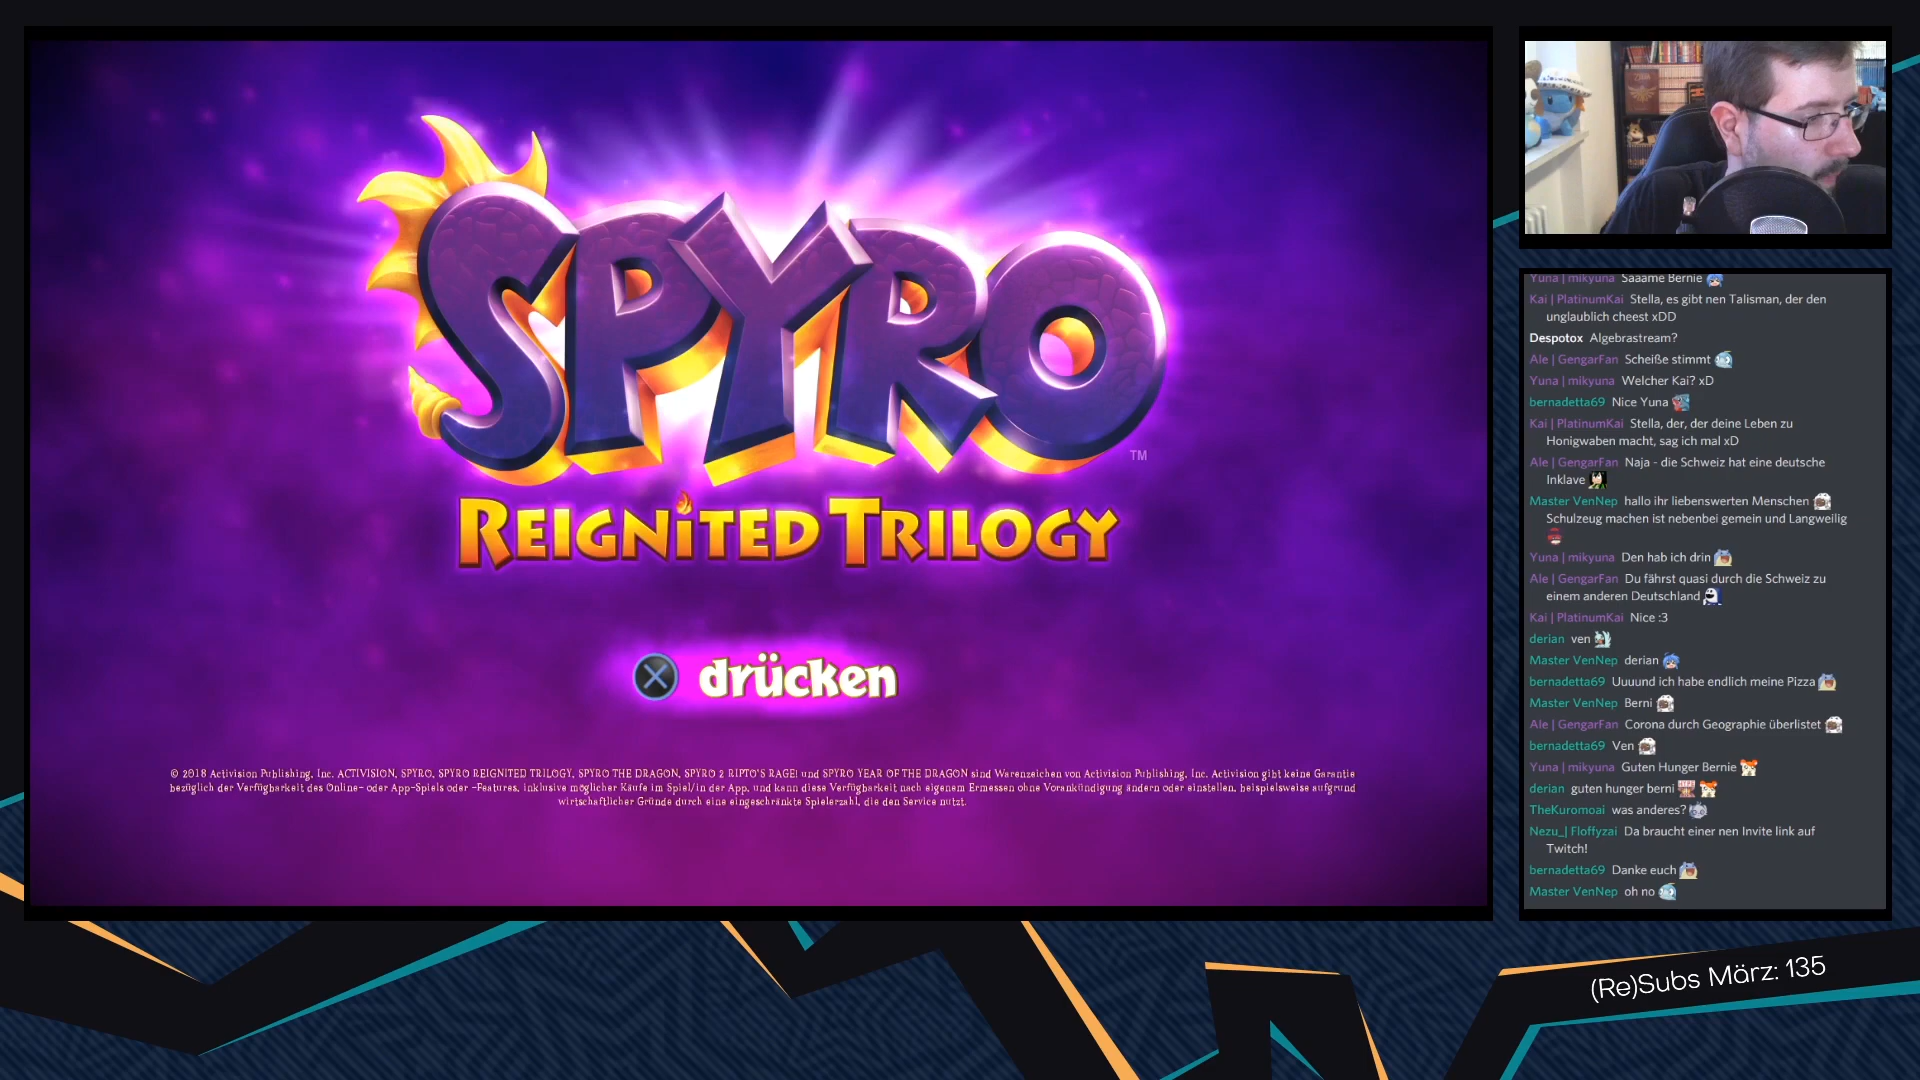 SPYRO
TM
REIGNITED TRILOGY
drücken
© 2018 Activision Publishing, Inc. ACTIVISION, SPYRO, SPYRO REIGNITED TRILOGY, SPYRO THE DRAGON, SPYRO 2 RIPTO'S RAGE! und SPYRO YEAR OF THE DRAGON sind Warenzeichen von Activision Publishing, Inc. Activision gibt keine Garantie
bezüglich der Verfügbarkeit des Online- oder App-Spiels oder -Features, inklusive möglicher Käufe im Spiel/in der App, und kann diese Verfügbarkeit nach eigenem Ermessen ohne Vorankündigung ändern oder einstellen, beispielsweise aufgrund
wirtschaftlicher Gründe durch eine eingeschränkte Spielerzahl, die den Service nutzt.
Yuna | mikyuna Saaame Bernie
Kai | PlatinumKai Stella, es gibt nen Talisman, der den
unglaublich cheest xDD
Despotox Algebrastream?
Ale | GengarFan Scheiße stimmt
Yuna | mikyuna Welcher Kai? xD
bernadetta69 Nice Yuna
Kai | PlatinumKai Stella, der, der deine Leben zu
Honigwaben macht, sag ich mal xD
Ale | GengarFan Naja - die Schweiz hat eine deutsche
Inklave
Master VenNep hallo ihr liebenswerten Menschen
Schulzeug machen ist nebenbei gemein und Langweilig
Yuna | mikyuna Den hab ich drin
Ale | GengarFan Du fährst quasi durch die Schweiz zu
einem anderen Deutschland
Kai | PlatinumKai Nice :3
derian ven
Master VenNep derian
bernadetta69 Uuuund ich habe endlich meine Pizza
Master VenNep Berni
Ale | GengarFan Corona durch Geographie überlistet
bernadetta69 Ven
Yuna | mikyuna Guten Hunger Bernie
derian guten hunger berni
TheKuromoai was anderes?
Nezu_| Floffyzai Da braucht einer nen Invite link auf
Twitch!
bernadetta69 Danke euch
Master VenNep oh no
(Re)Subs März: 135